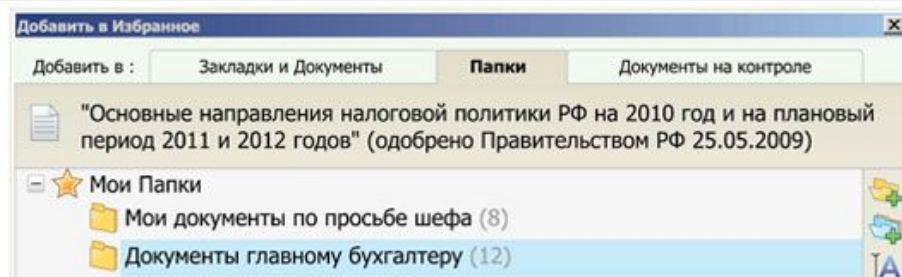 Добавить в Избранное
Добавить в : Закладки и Документы Папки Документы на контроле
"Основные направления налоговой политики РФ на 2010 год и на плановый
период 2011 и 2012 годов" (одобрено Правительством РФ 25.05.2009)
Мои Папки
Мои документы по просьбе шефа (8)
Документы главному бухгалтеру (12)